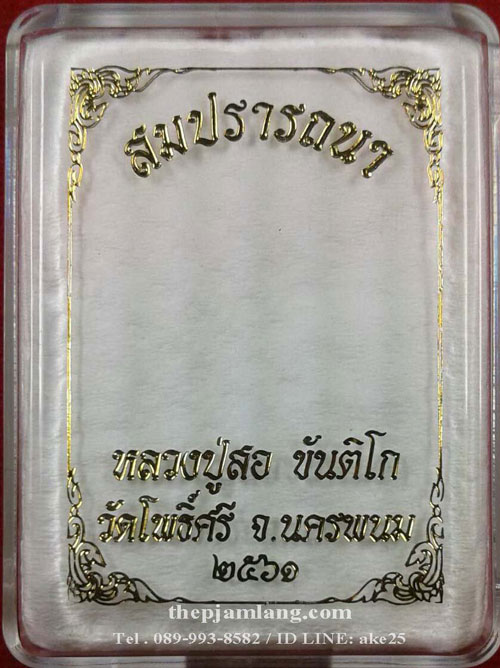 สมปรารถนา
หลวงปู่สอ ขันติโก
วัดโพธิ์ศรี จ.นครพนม
๒๕๖๑
thepjamlang.com
Tel . 089-993-8582 / ID LINE: ake25